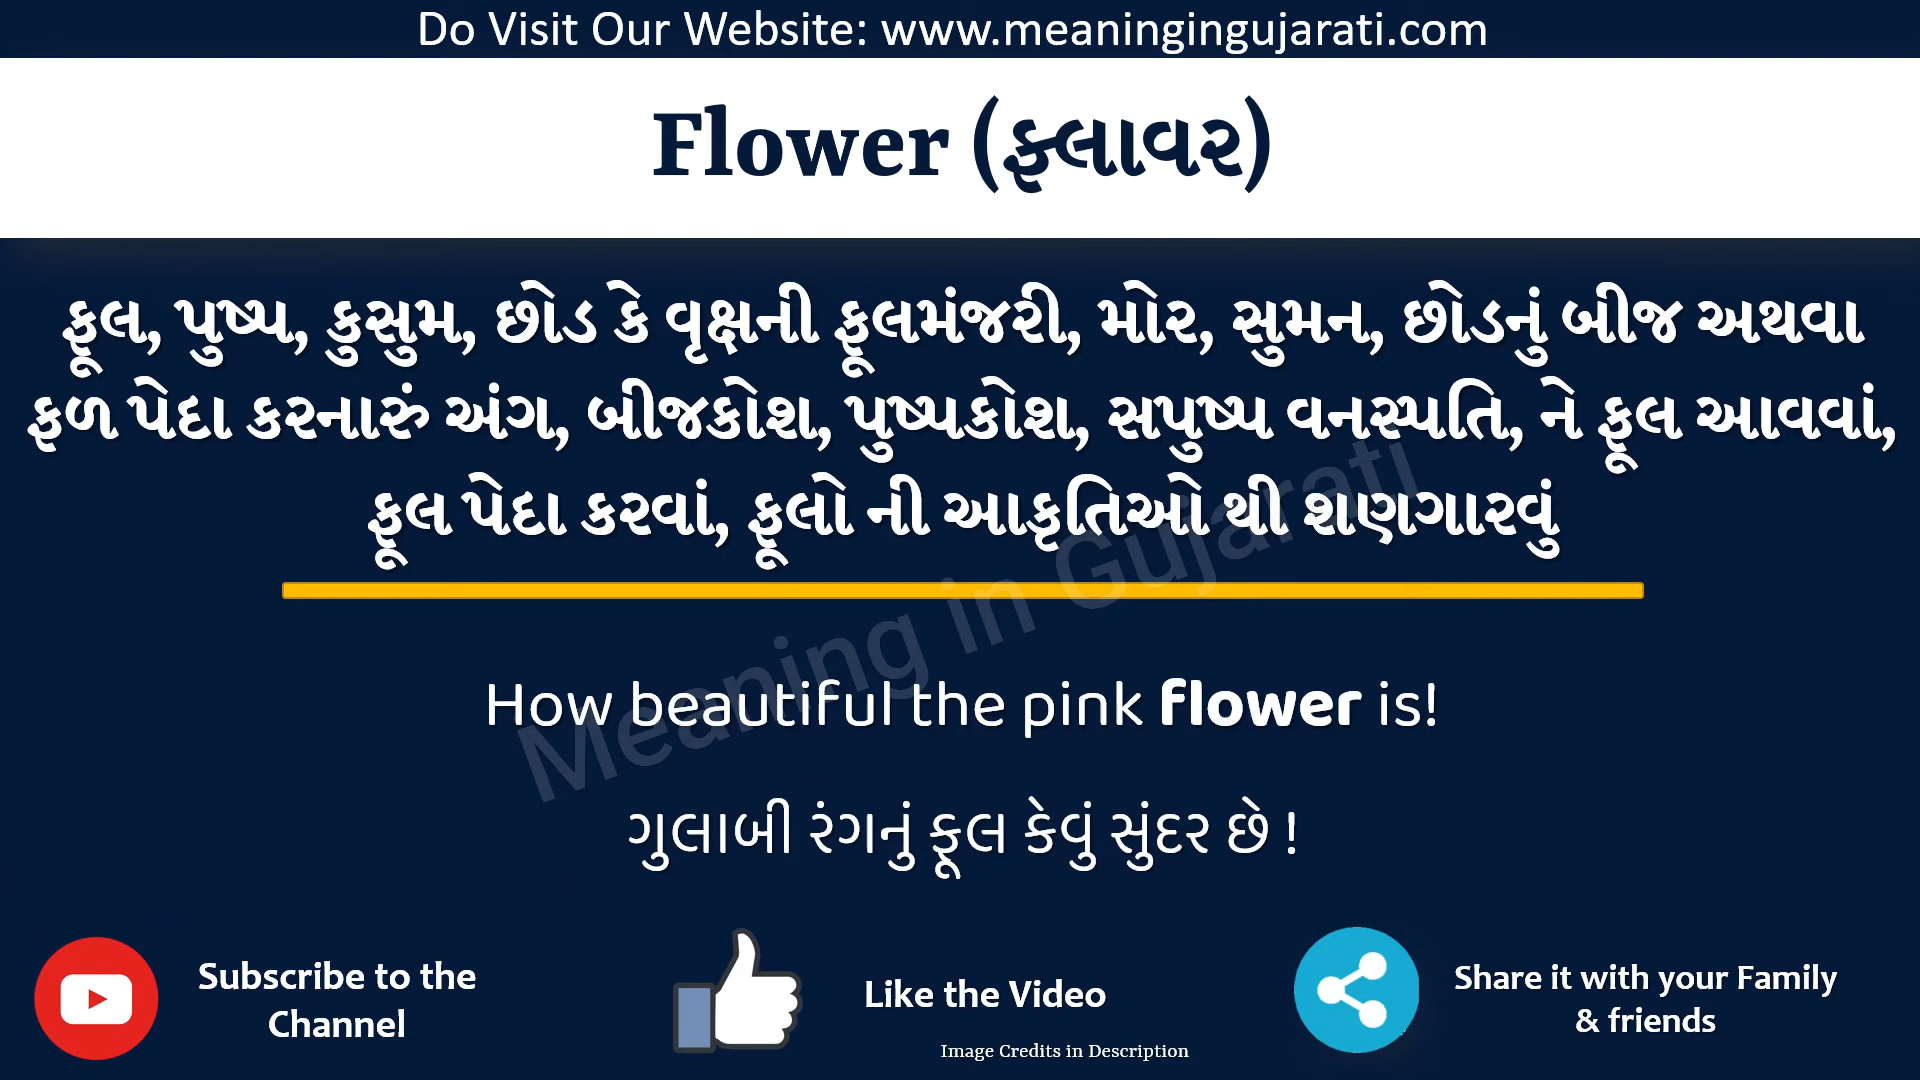 Do Visit Our Website: www.meaningingujarati.com
Flower (ફ્લાવર)
ફૂલ, પુષ્પ, કુસુમ, છોડ કે વૃક્ષની ફૂલમંજરી, મોર, સુમન, છોડનું બીજ અથવા
ફળ પેદા કરનારું અંગ, બીજકોશ, પુષ્પકોશ, સપુષ્પ વનસ્પતિ, ને ફૂલ આવવાં,
ફૂલ પેદા કરવાં, ફૂલો ની આકૃતિઓ થી શણગારવું
Meaning in Gujarati
How beautiful the pink flower is!
ગુલાબી રંગનું ફૂલ કેવું સુંદર છે !
Subscribe to the
Channel
Like the Video
Share it with your Family
& friends
Image Credits in Description